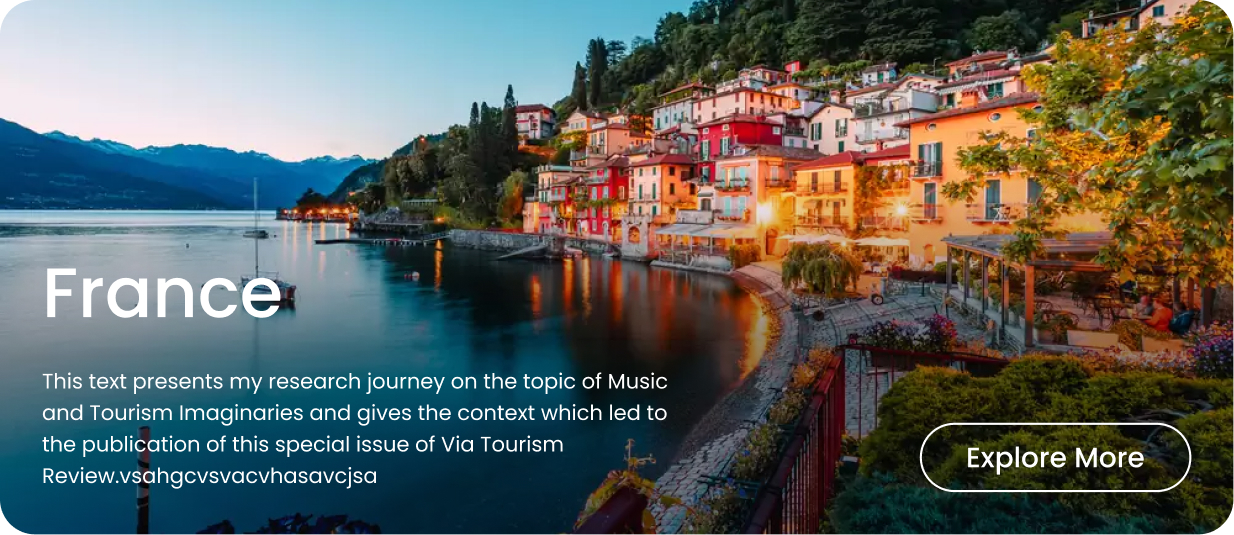 France
This text presents my research journey on the topic of Music
and Tourism Imaginaries and gives the context which led to
the publication of this special issue of Via Tourism
Review.vsahgcvsvacvhasavcjsa
Explore More